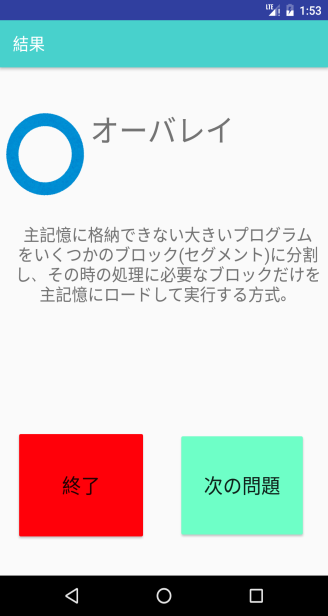 LTE 1:53
結果
オーバレイ
主記憶に格納できない大きいプログラム
をいくつかのブロック(セグメント)に分割
し、その時の処理に必要なブロックだけを
主記憶にロードして実行する方式。
終了
次の問題